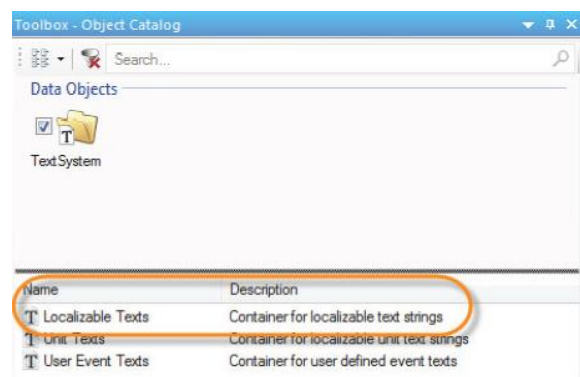 Toolbox - Object Catalog
Search...
Data Objects
T
TextSystem
Name Description
T Localizable Texts Container for localizable text strings
T Unit Texts Container for localizable unit text strings
T User Event Texts Container for user defined event texts